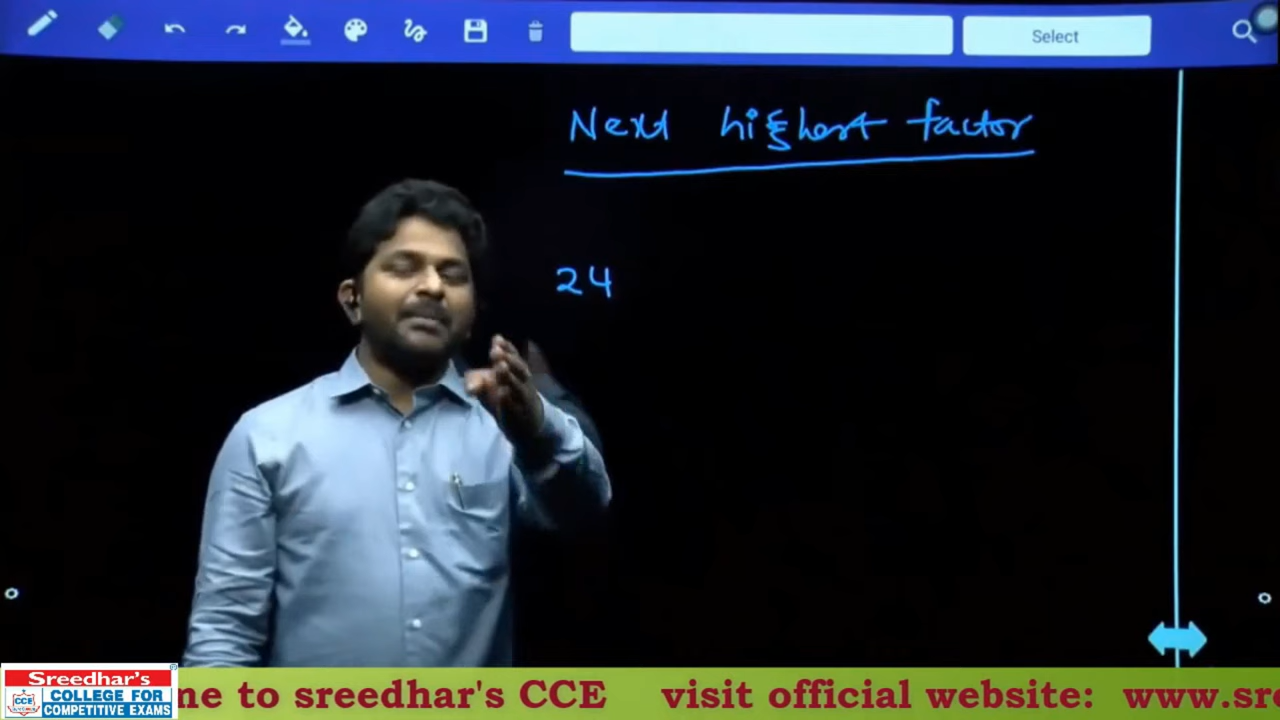 Select
Next highest factor
24
Sreedhar's
CCE
COLLEGE FOR
COMPETITIVE EXAMS
me to sreedhar's CCE visit official website: www.sre